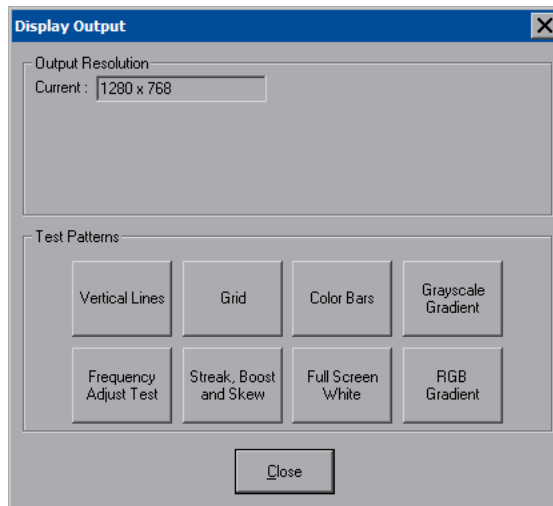 Display Output
Output Resolution
Current : 1280 x 768
Test Patterns
Vertical Lines
Grid
Color Bars
Grayscale
Gradient
Frequency
Adjust Test
Streak, Boost
and Skew
Full Screen
White
RGB
Gradient
Close